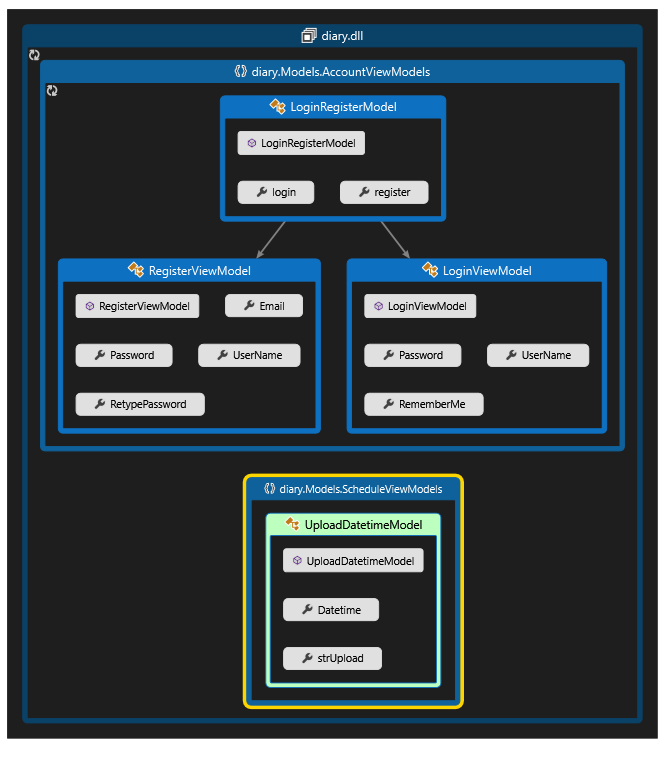 diary.dll
diary.Models.AccountViewModels
LoginRegisterModel
LoginRegisterModel
login
register
RegisterViewModel
RegisterViewModel
Email
Password
UserName
RetypePassword
LoginViewModel
LoginViewModel
Password
UserName
RememberMe
diary.Models.ScheduleViewModels
UploadDatetimeModel
UploadDatetimeModel
Datetime
strUpload